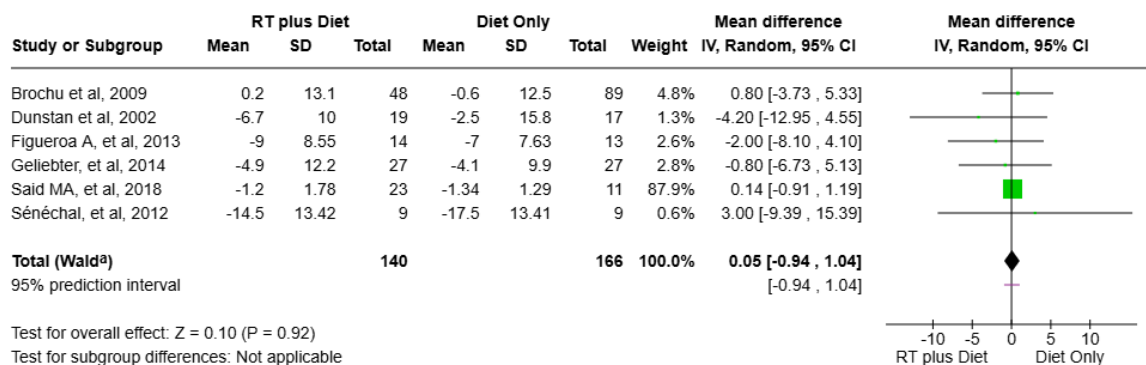 RT plus Diet Diet Only Mean difference Mean difference
Study or Subgroup Mean SD Total Mean SD Total Weight IV, Random, 95% CI IV, Random, 95% CI
Brochu et al, 2009 0.2 13.1 48 -0.6 12.5 89 4.8% 0.80 [-3.73 , 5.33]
Dunstan et al, 2002 -6.7 10 19 -2.5 15.8 17 1.3% -4.20 [-12.95 , 4.55]
Figueroa A, et al, 2013 -9 8.55 14 -7 7.63 13 2.6% -2.00 [-8.10 , 4.10]
Geliebter, et al, 2014 -4.9 12.2 27 -4.1 9.9 27 2.8% -0.80 [-6.73 , 5.13]
Said MA, et al, 2018 -1.2 1.78 23 -1.34 1.29 11 87.9% 0.14 [-0.91 , 1.19]
Sénéchal, et al, 2012 -14.5 13.42 9 -17.5 13.41 9 0.6% 3.00 [-9.39 , 15.39]
Total (Waldᵃ) 140 166 100.0% 0.05 [-0.94 , 1.04]
95% prediction interval [-0.94 , 1.04]
Test for overall effect: Z = 0.10 (P = 0.92)
-10 -5 0 5 10
Test for subgroup differences: Not applicable RT plus Diet Diet Only